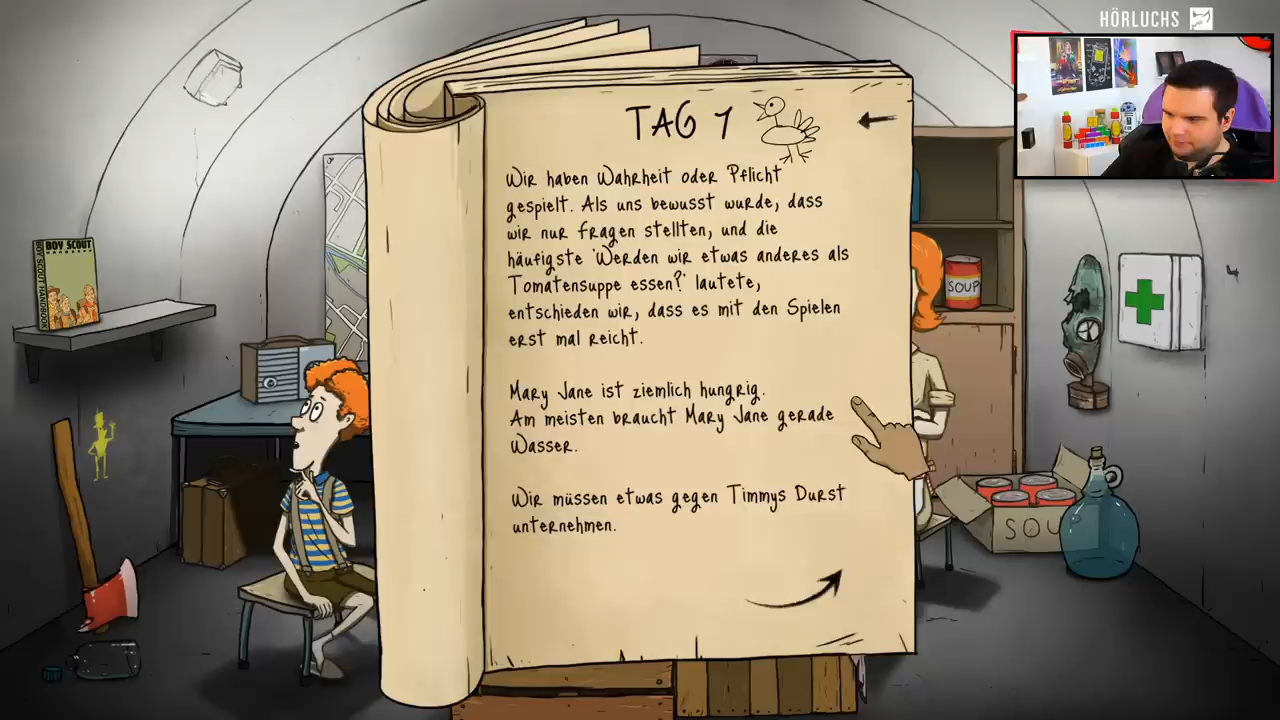 HÖRLUCHS
TAG 7
Wir haben Wahrheit oder Pflicht
gespielt. Als uns bewusst wurde, dass
wir nur Fragen stellten, und die
häufigste 'Werden wir etwas anderes als
Tomatensuppe essen?' lautete,
entschieden wir, dass es mit den Spielen
erst mal reicht.
Mary Jane ist ziemlich hungrig.
Am meisten braucht Mary Jane gerade
Wasser.
Wir müssen etwas gegen Timmys Durst
unternehmen.
BOY SCOUT
BOY SCOUT HANDBOOK
SOUP
SOU